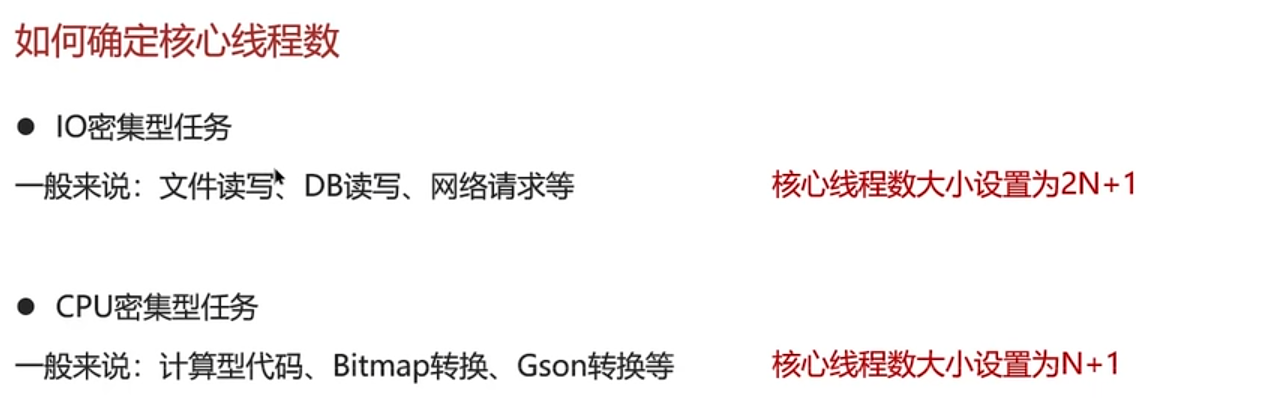 如何确定核心线程数
● IO密集型任务
一般来说：文件读写、DB读写、网络请求等 核心线程数大小设置为2N+1
● CPU密集型任务
一般来说：计算型代码、Bitmap转换、Gson转换等 核心线程数大小设置为N+1